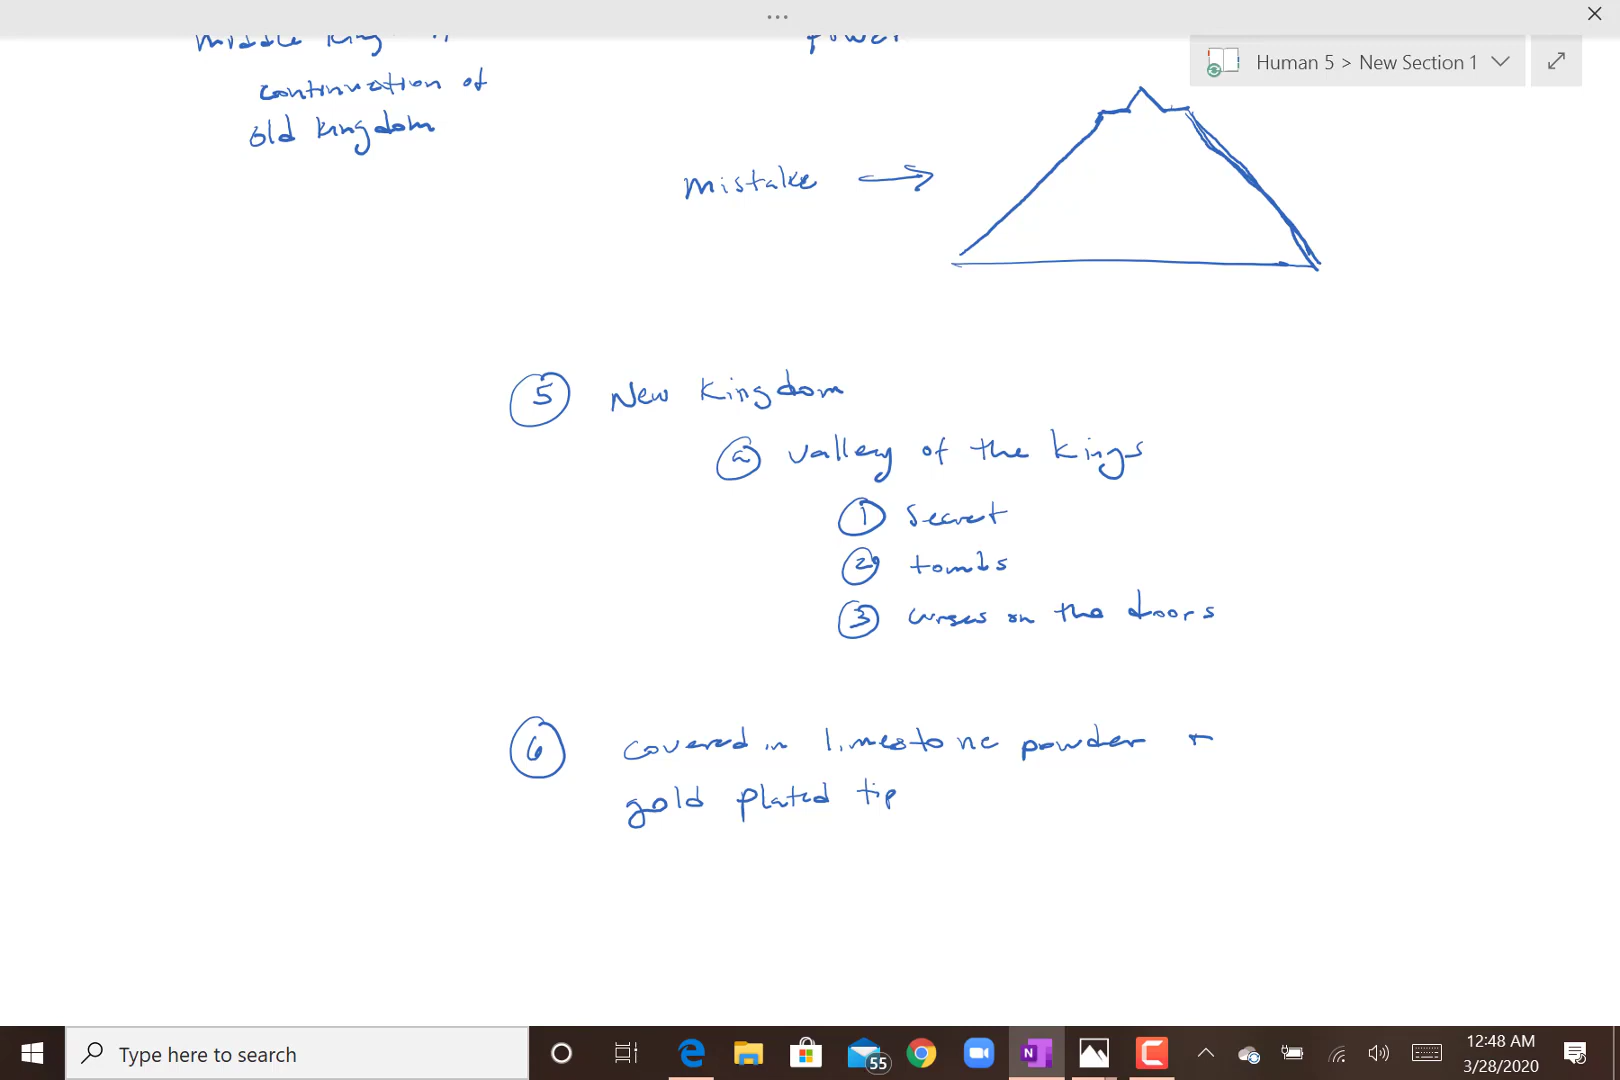 Human 5 > New Section 1
continuation of
old kingdom
mistake →
5 New Kingdom
a valley of the kings
1 Secret
2 tombs
3 curses on the doors
6 covered in limestone powder +
gold plated tip
Type here to search
55
N
12:48 AM
3/28/2020